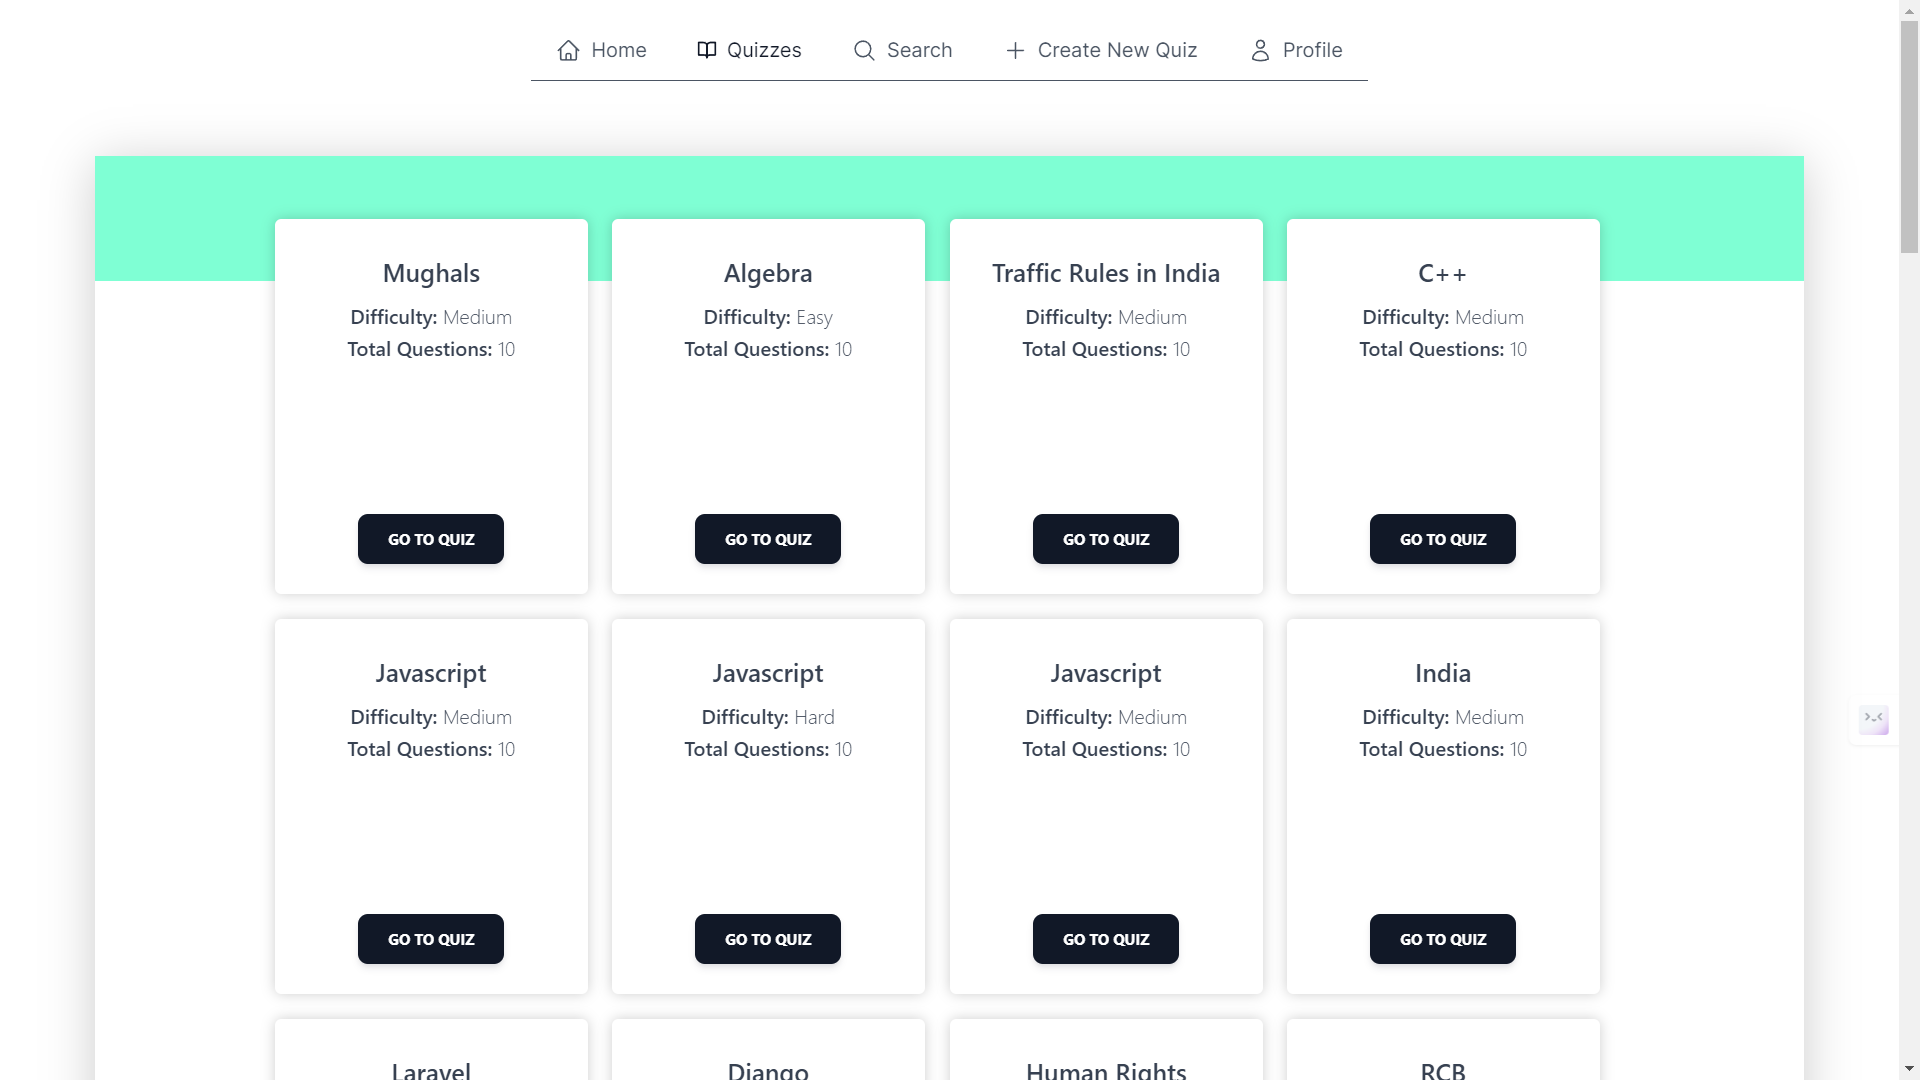 Home Quizzes Search Create New Quiz Profile
Mughals
Difficulty: Medium
Total Questions: 10
GO TO QUIZ
Algebra
Difficulty: Easy
Total Questions: 10
GO TO QUIZ
Traffic Rules in India
Difficulty: Medium
Total Questions: 10
GO TO QUIZ
C++
Difficulty: Medium
Total Questions: 10
GO TO QUIZ
Javascript
Difficulty: Medium
Total Questions: 10
GO TO QUIZ
Javascript
Difficulty: Hard
Total Questions: 10
GO TO QUIZ
Javascript
Difficulty: Medium
Total Questions: 10
GO TO QUIZ
India
Difficulty: Medium
Total Questions: 10
GO TO QUIZ
Laravel
Django
Human Rights
RCB